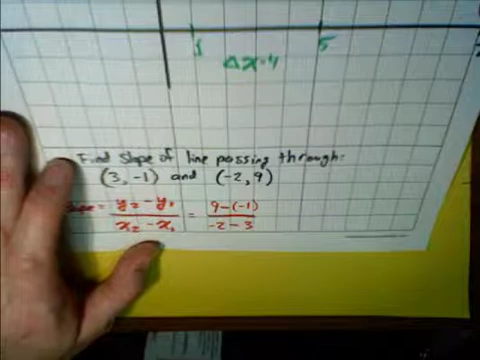 1 5
Δx=4
Find slope of line passing through:
(3, -1) and (-2, 9)
slope = y₂ - y₁ / x₂ - x₁ = 9 - (-1) / -2 - 3